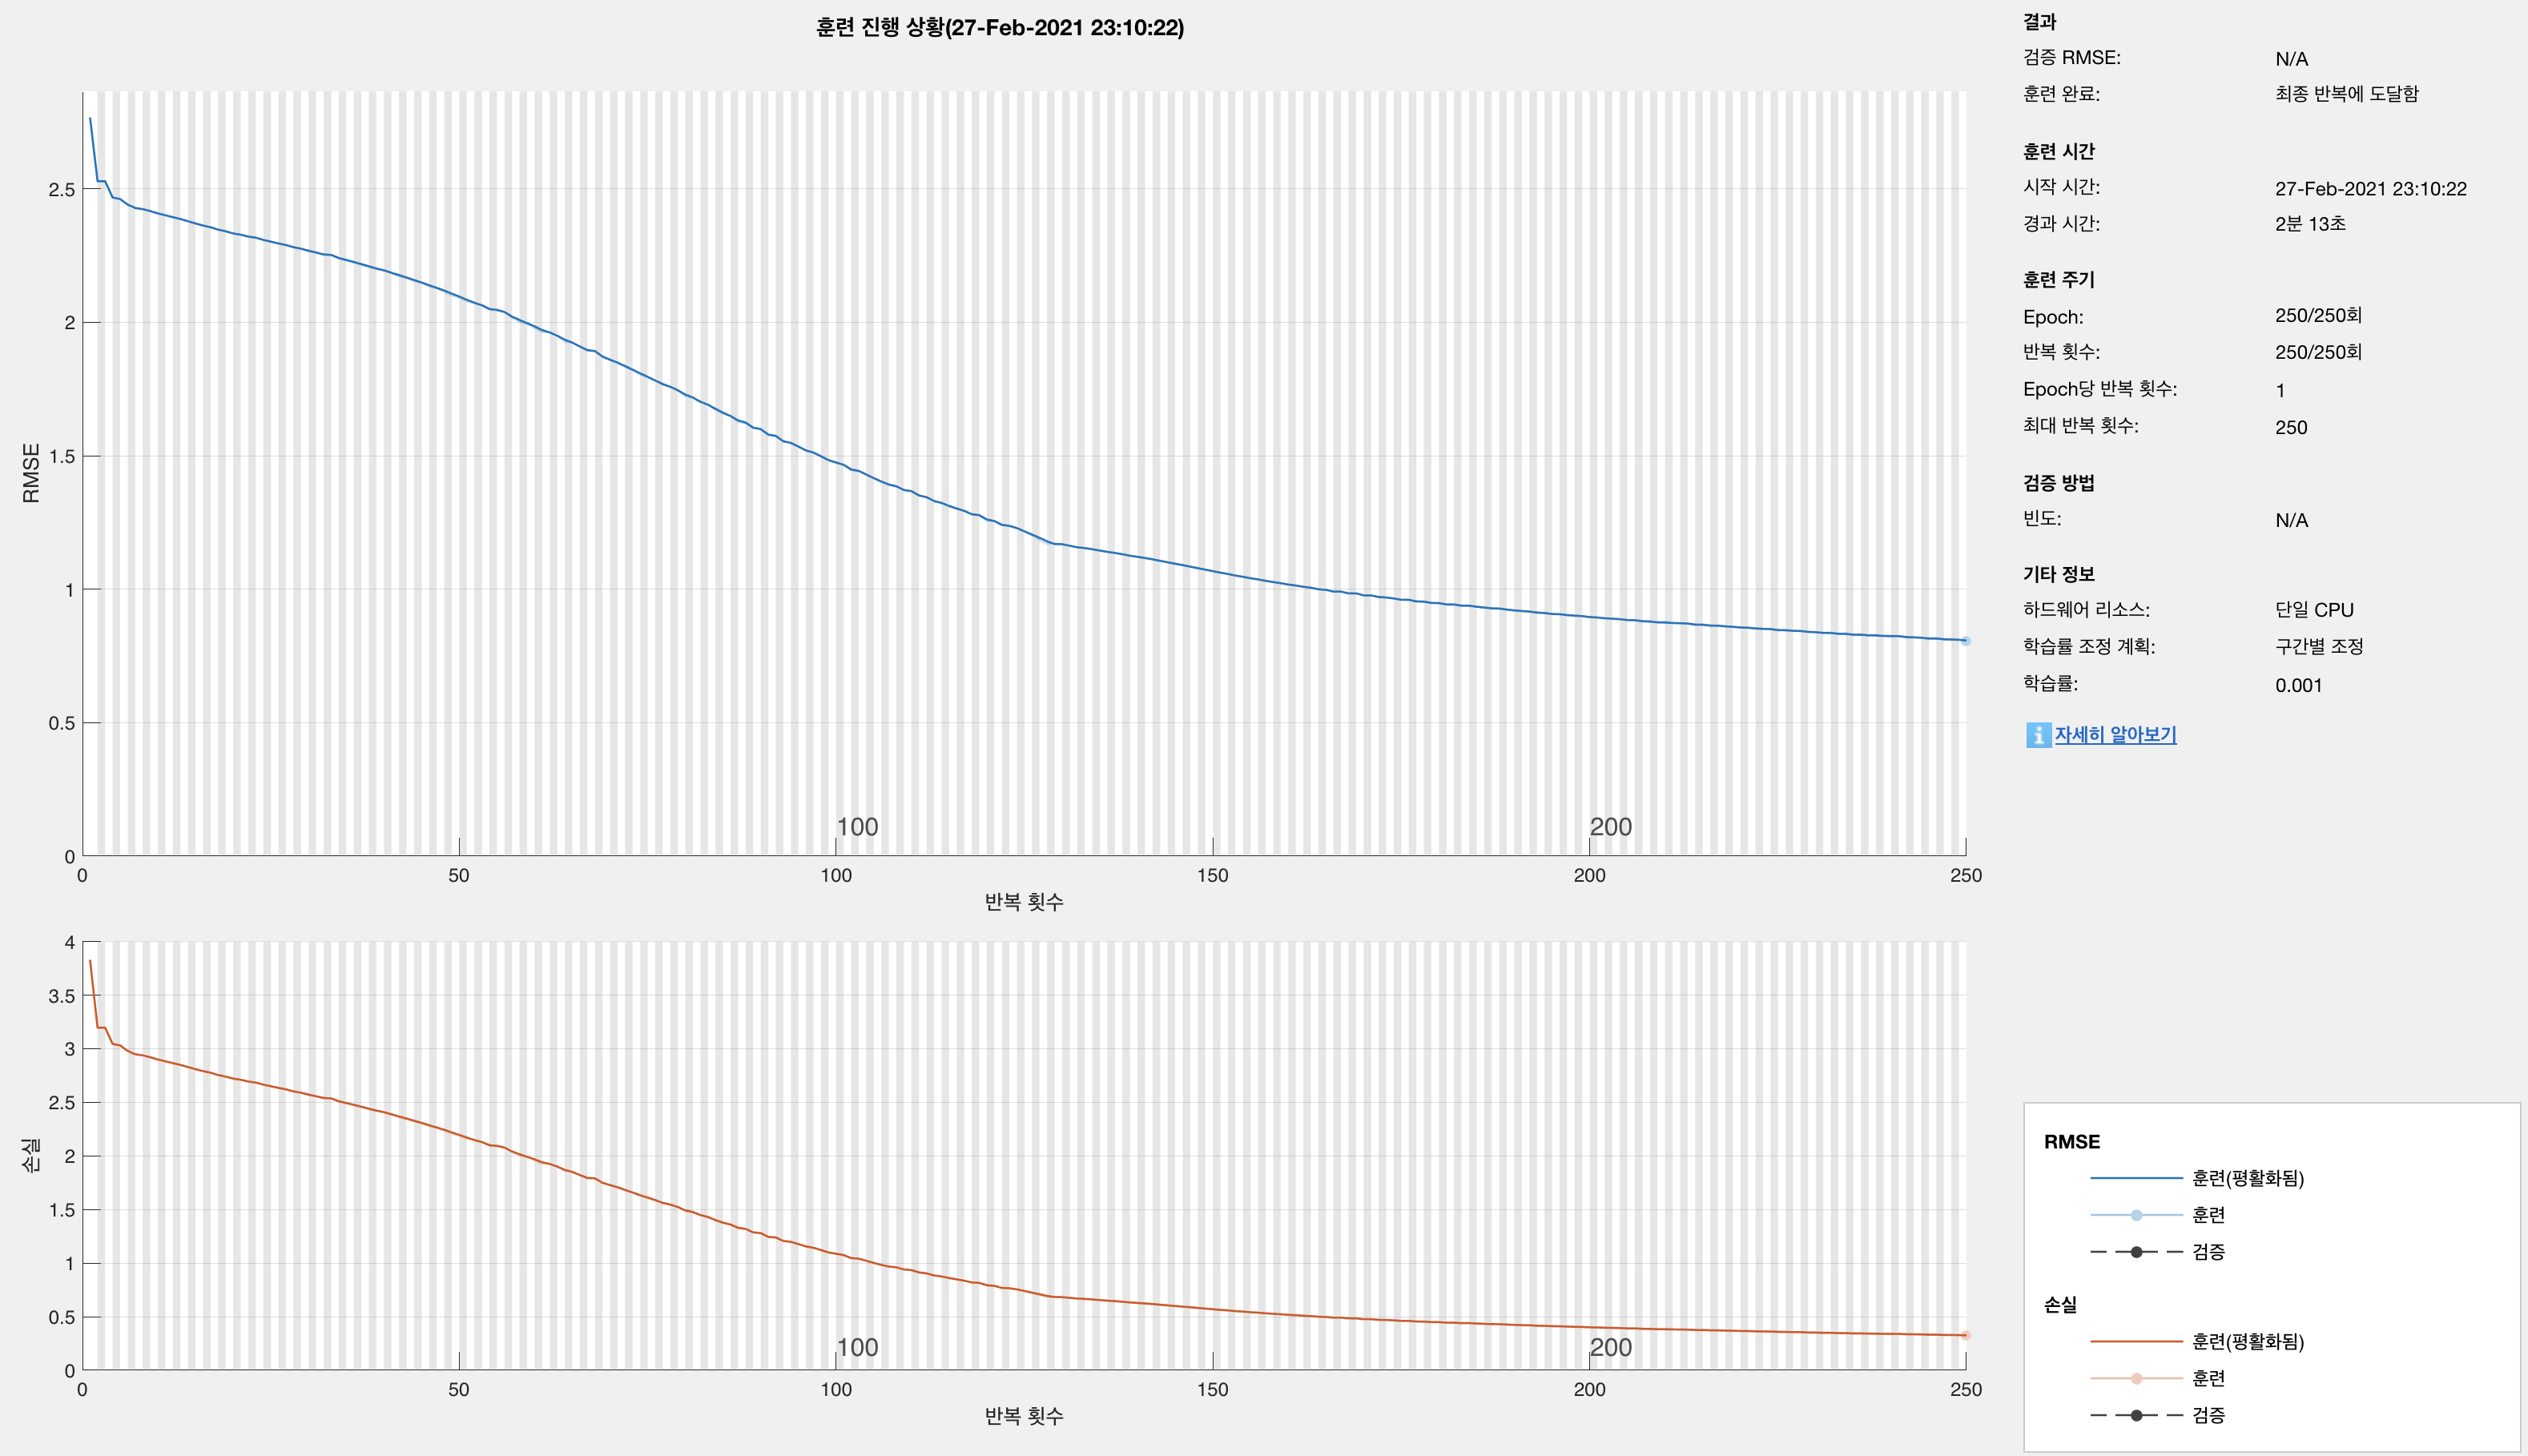 훈련 진행 상황(27-Feb-2021 23:10:22)
RMSE
2.5
2
1.5
1
0.5
0
100
200
0 50 100 150 200 250
반복 횟수
손실
4
3.5
3
2.5
2
1.5
1
0.5
0
100
200
0 50 100 150 200 250
반복 횟수
결과
검증 RMSE: N/A
훈련 완료: 최종 반복에 도달함
훈련 시간
시작 시간: 27-Feb-2021 23:10:22
경과 시간: 2분 13초
훈련 주기
Epoch: 250/250회
반복 횟수: 250/250회
Epoch당 반복 횟수: 1
최대 반복 횟수: 250
검증 방법
빈도: N/A
기타 정보
하드웨어 리소스: 단일 CPU
학습률 조정 계획: 구간별 조정
학습률: 0.001
i 자세히 알아보기
RMSE
훈련(평활화됨)
훈련
검증
손실
훈련(평활화됨)
훈련
검증